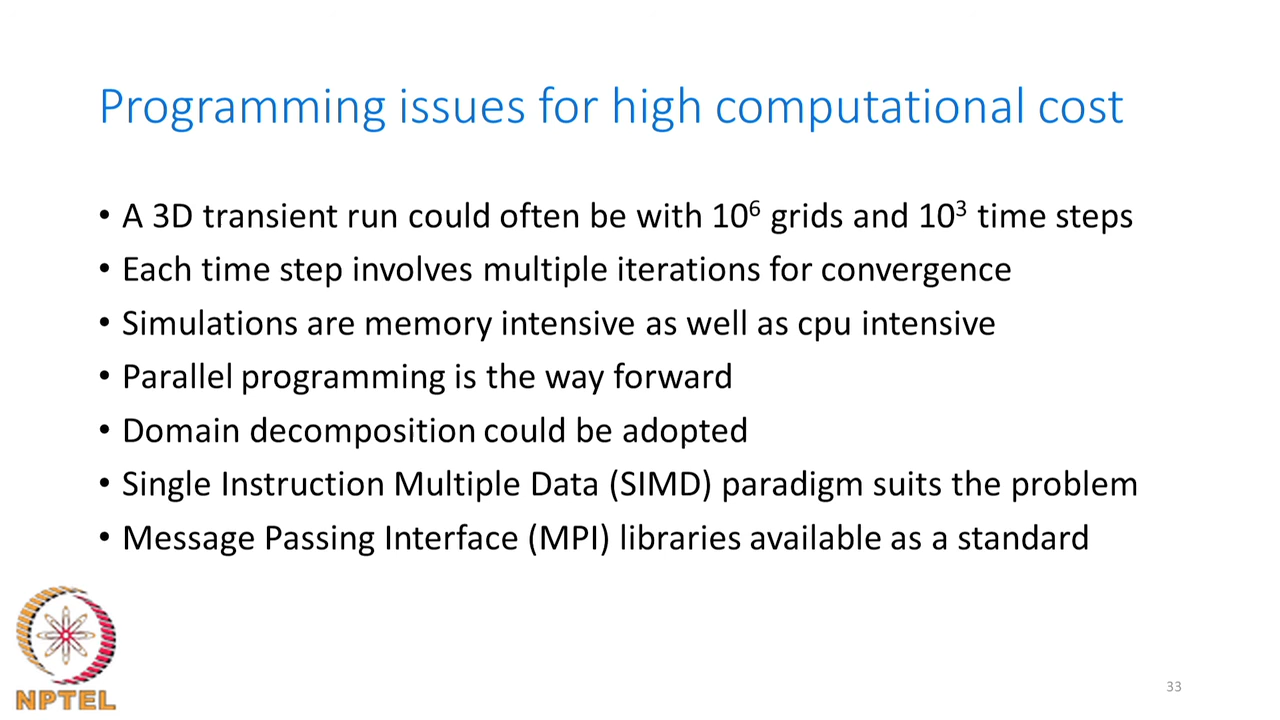 Programming issues for high computational cost
• A 3D transient run could often be with 10⁶ grids and 10³ time steps
• Each time step involves multiple iterations for convergence
• Simulations are memory intensive as well as cpu intensive
• Parallel programming is the way forward
• Domain decomposition could be adopted
• Single Instruction Multiple Data (SIMD) paradigm suits the problem
• Message Passing Interface (MPI) libraries available as a standard
NPTEL
33